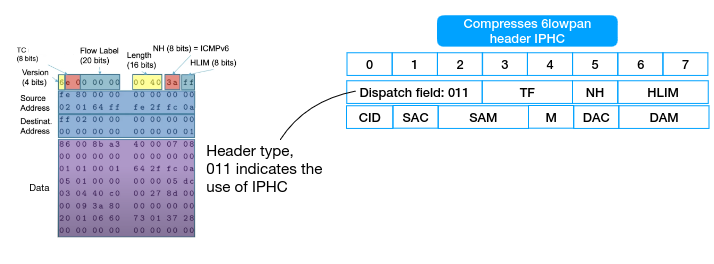 Compresses 6lowpan
header IPHC
TC
(8 bits)
Flow Label
(20 bits)
Length
(16 bits)
NH (8 bits) = ICMPv6
HLIM (8 bits)
Version
(4 bits)
6e 00 00 00 00 40 3a ff
Source
Address
fe 80 00 00 00 00 00 00
02 01 64 ff fe 2f fc 0a
Destinat.
Address
ff 02 00 00 00 00 00 00
00 00 00 00 00 00 00 01
Data
86 00 8b a3 40 00 07 08
00 00 00 00 00 00 00 00
01 01 00 01 64 2f fc 0a
05 01 00 00 00 00 05 dc
03 04 40 c0 00 27 8d 00
00 09 3a 80 00 00 00 00
20 01 06 60 73 01 37 28
00 00 00 00 00 00 00 00
Header type,
011 indicates the
use of IPHC
0 1 2 3 4 5 6 7
Dispatch field: 011 TF NH HLIM
CID SAC SAM M DAC DAM